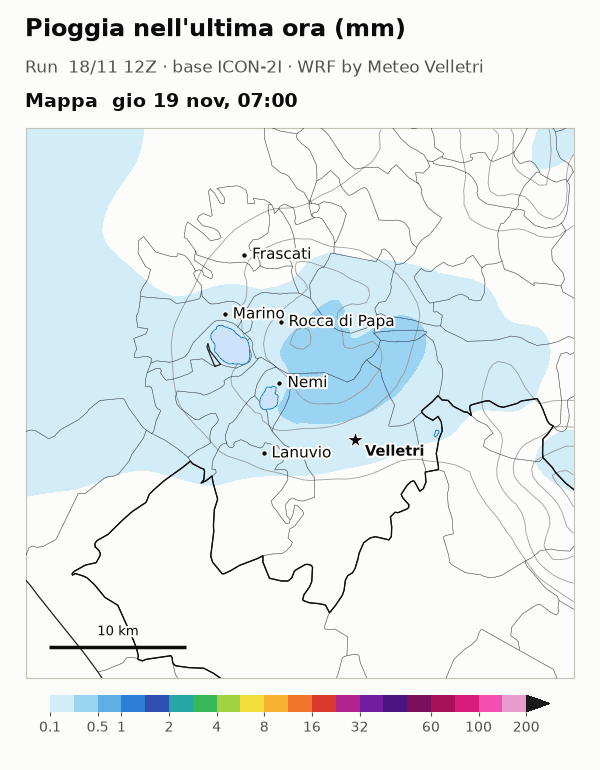 Pioggia nell'ultima ora (mm)
Run 18/11 12Z · base ICON-2I · WRF by Meteo Velletri
Mappa gio 19 nov, 07:00
Frascati
Marino
Rocca di Papa
Nemi
Velletri
Lanuvio
10 km
0.1 0.5 1 2 4 8 16 32 60 100 200